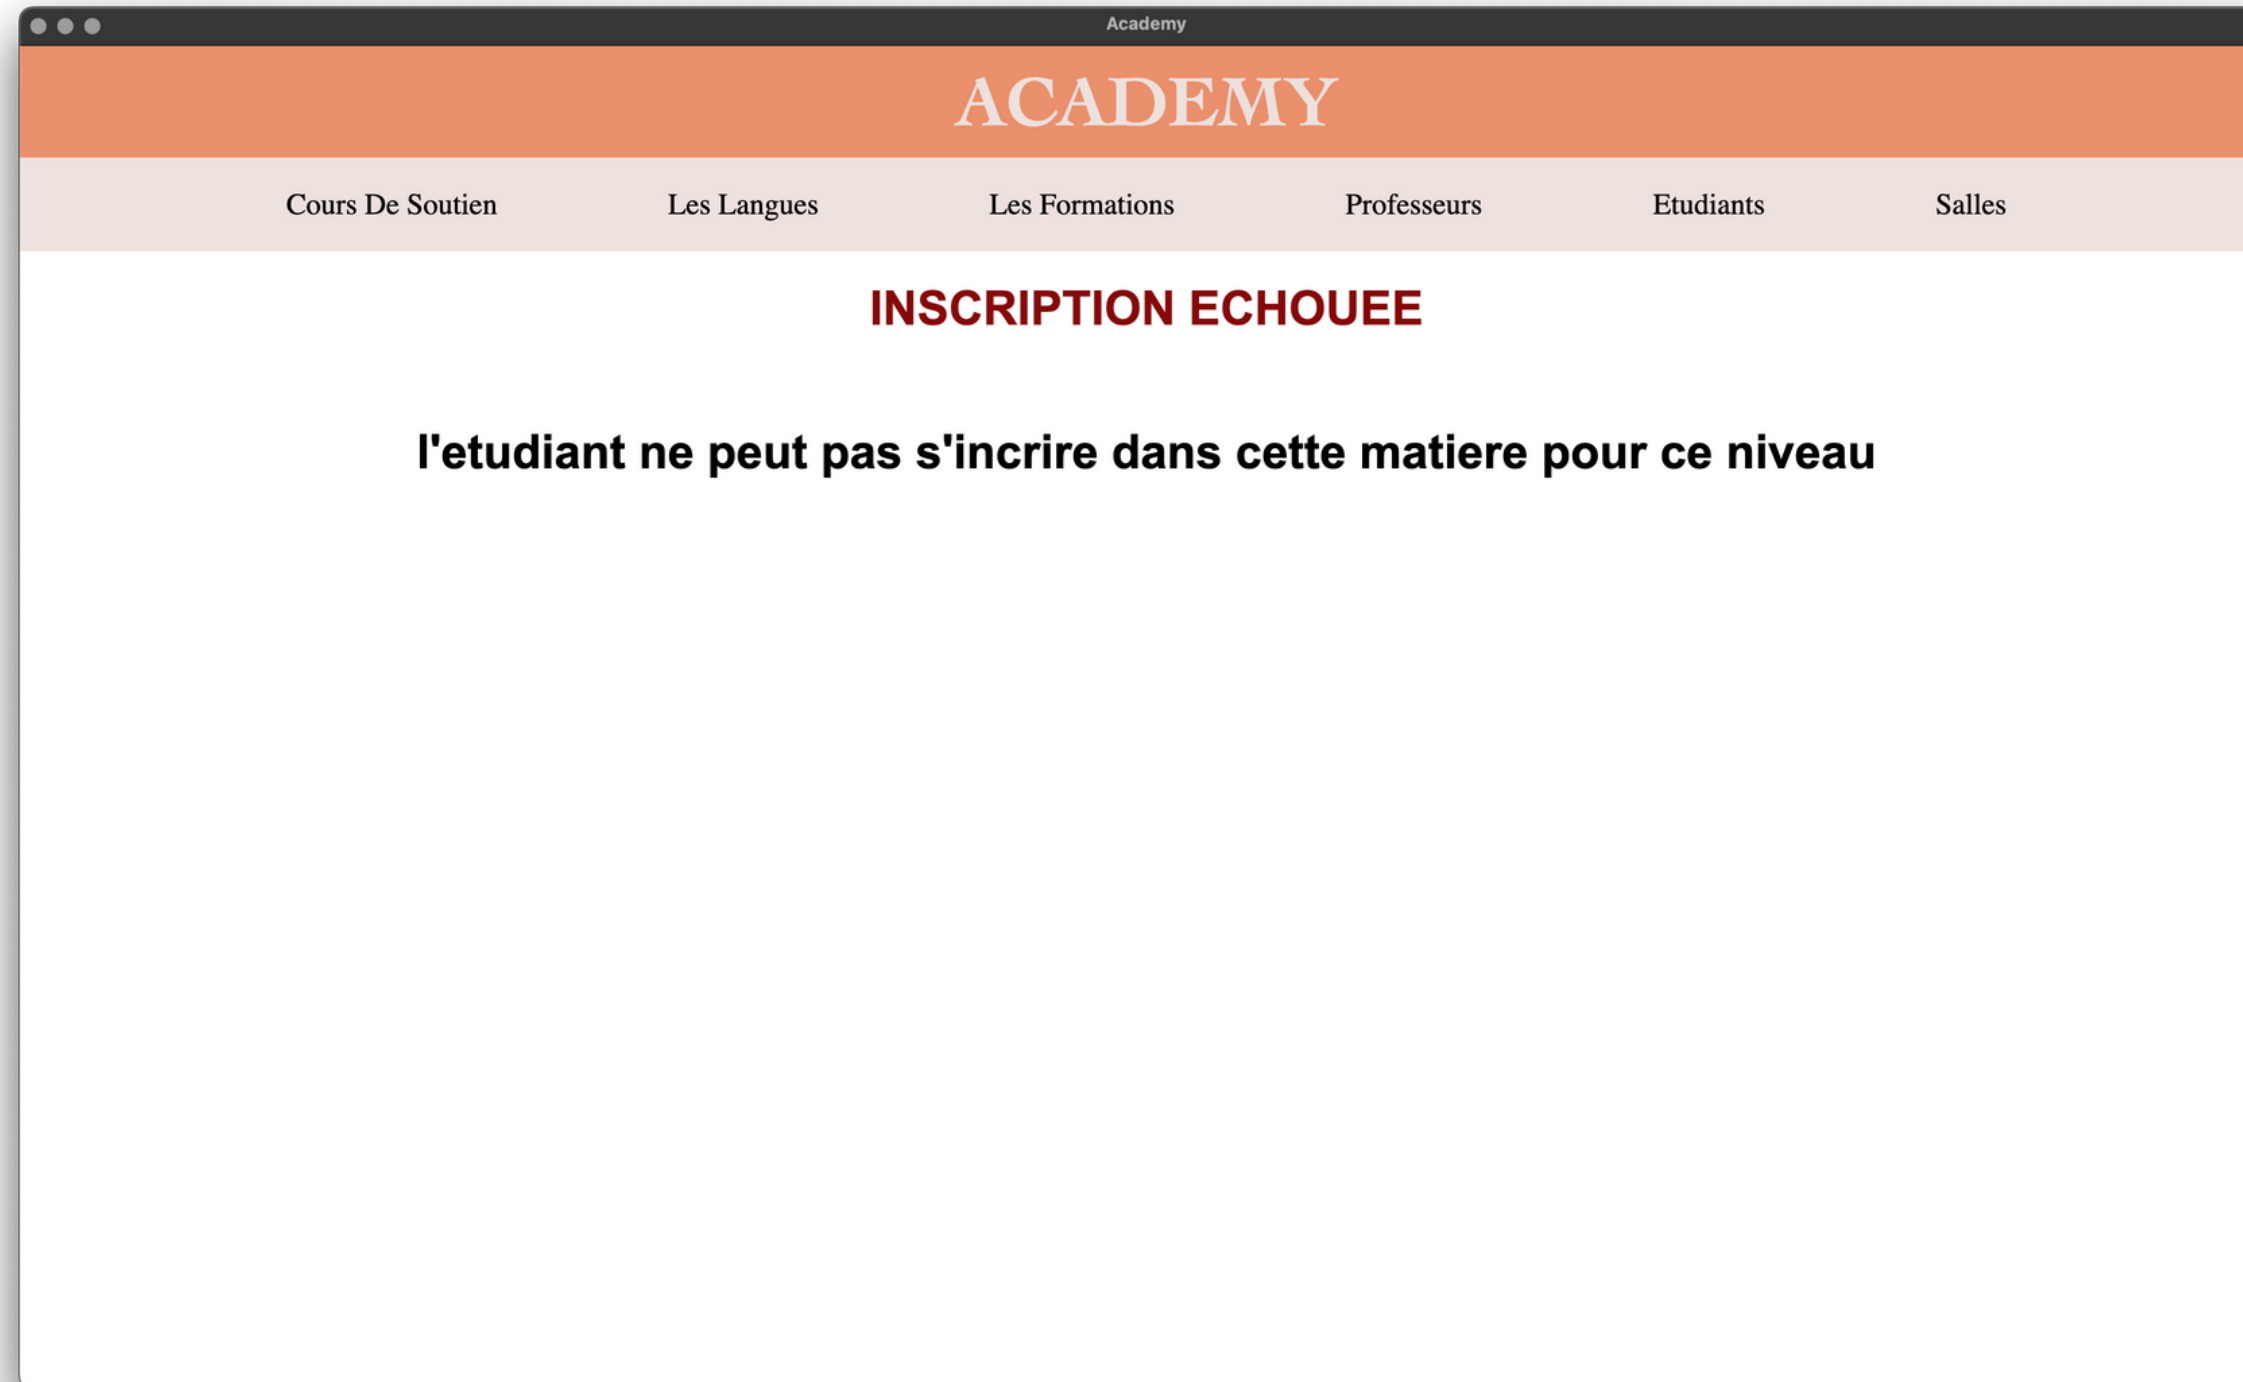 Academy
ACADEMY
Cours De Soutien Les Langues Les Formations Professeurs Etudiants Salles
INSCRIPTION ECHOUEE
l'etudiant ne peut pas s'incrire dans cette matiere pour ce niveau